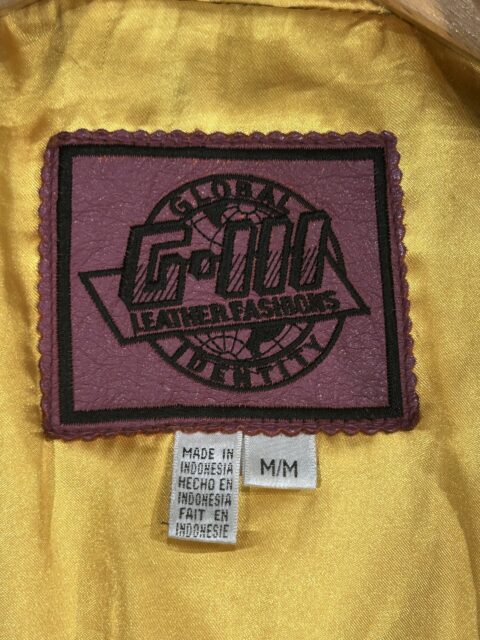 GLOBAL
G-III
LEATHER FASHIONS
IDENTITY
MADE IN
INDONESIA
HECHO EN
INDONESIA
FAIT EN
INDONESIE
M/M